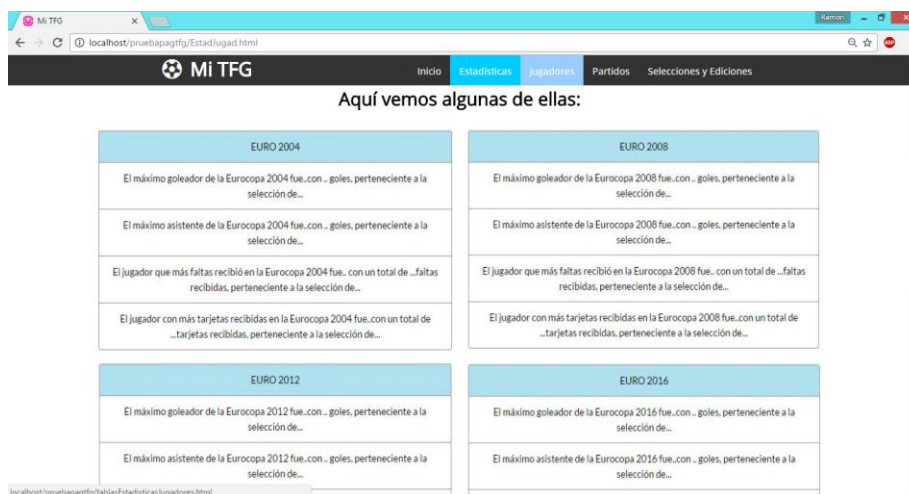 Mi TFG
Ramon
localhost/pruebapagtfg/EstadJugad.html
Mi TFG
Inicio
Estadísticas
Jugadores
Partidos
Selecciones y Ediciones
Aquí vemos algunas de ellas:
EURO 2004
El máximo goleador de la Eurocopa 2004 fue..con .. goles, perteneciente a la
selección de...
El máximo asistente de la Eurocopa 2004 fue..con .. goles, perteneciente a la
selección de...
El jugador que más faltas recibió en la Eurocopa 2004 fue.. con un total de ...faltas
recibidas, perteneciente a la selección de...
El jugador con más tarjetas recibidas en la Eurocopa 2004 fue..con un total de
...tarjetas recibidas, perteneciente a la selección de...
EURO 2008
El máximo goleador de la Eurocopa 2008 fue..con .. goles, perteneciente a la
selección de...
El máximo asistente de la Eurocopa 2008 fue..con .. goles, perteneciente a la
selección de...
El jugador que más faltas recibió en la Eurocopa 2008 fue.. con un total de ...faltas
recibidas, perteneciente a la selección de...
El jugador con más tarjetas recibidas en la Eurocopa 2008 fue..con un total de
...tarjetas recibidas, perteneciente a la selección de...
EURO 2012
El máximo goleador de la Eurocopa 2012 fue..con .. goles, perteneciente a la
selección de...
El máximo asistente de la Eurocopa 2012 fue..con .. goles, perteneciente a la
selección de...
EURO 2016
El máximo goleador de la Eurocopa 2016 fue..con .. goles, perteneciente a la
selección de...
El máximo asistente de la Eurocopa 2016 fue..con .. goles, perteneciente a la
selección de...
localhost/pruebapagtfg/tablasEstadisticasJugadores.html